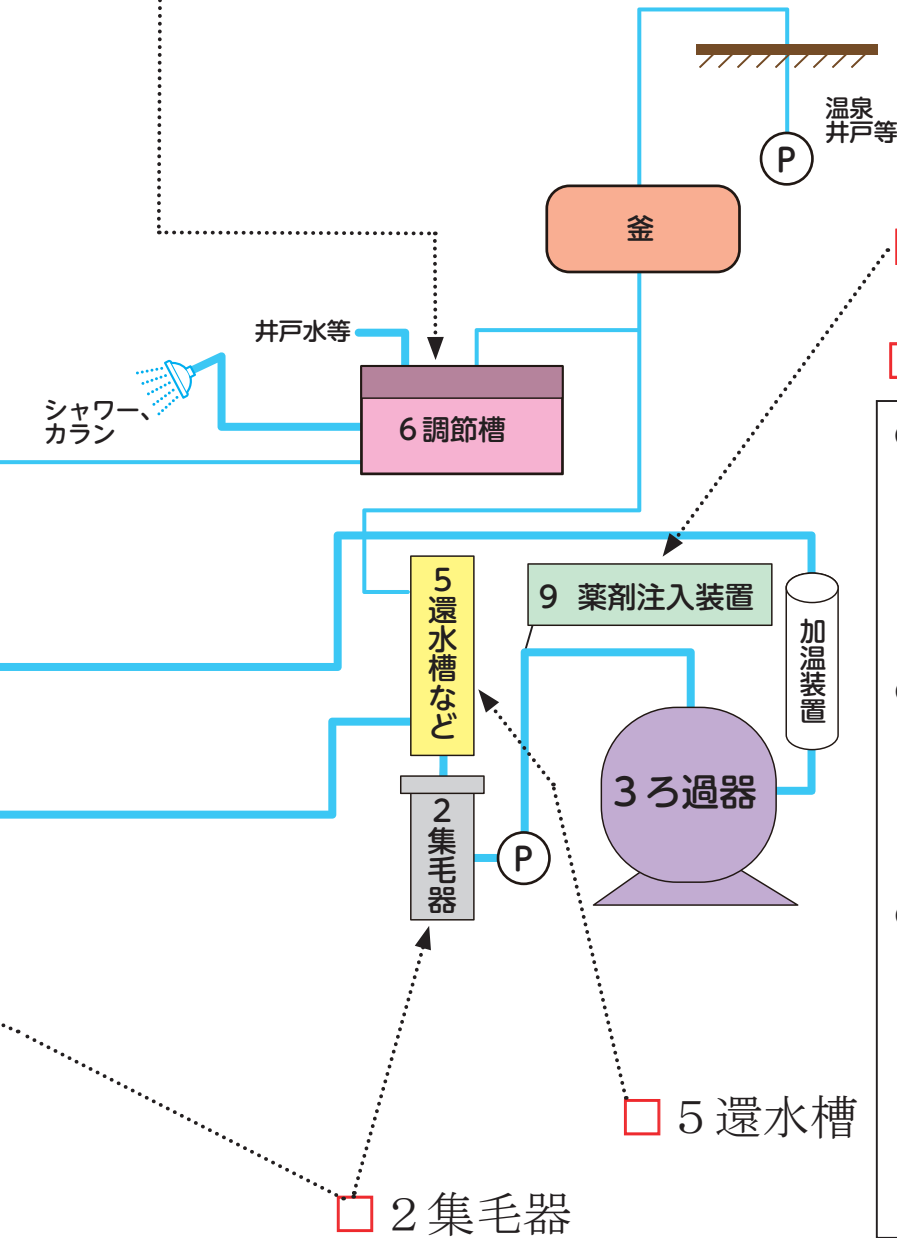 温泉
井戸等
P
釜
井戸水等
シャワー、
カラン
６調節槽
５還水槽など
９ 薬剤注入装置
加温装置
３ろ過器
２集毛器
P
５還水槽
２集毛器